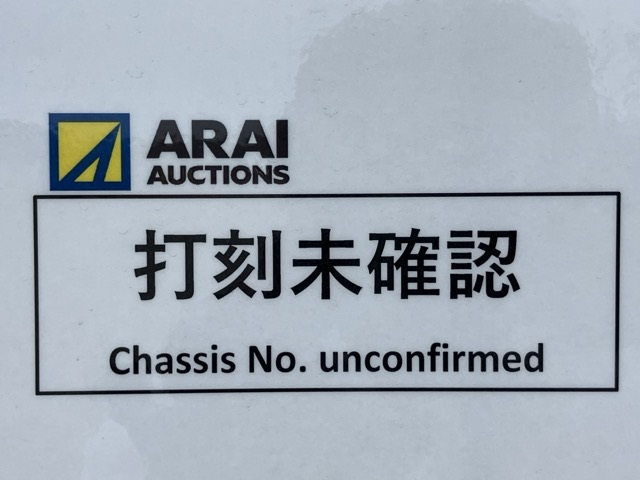 ARAI
AUCTIONS
打刻未確認
Chassis No. unconfirmed